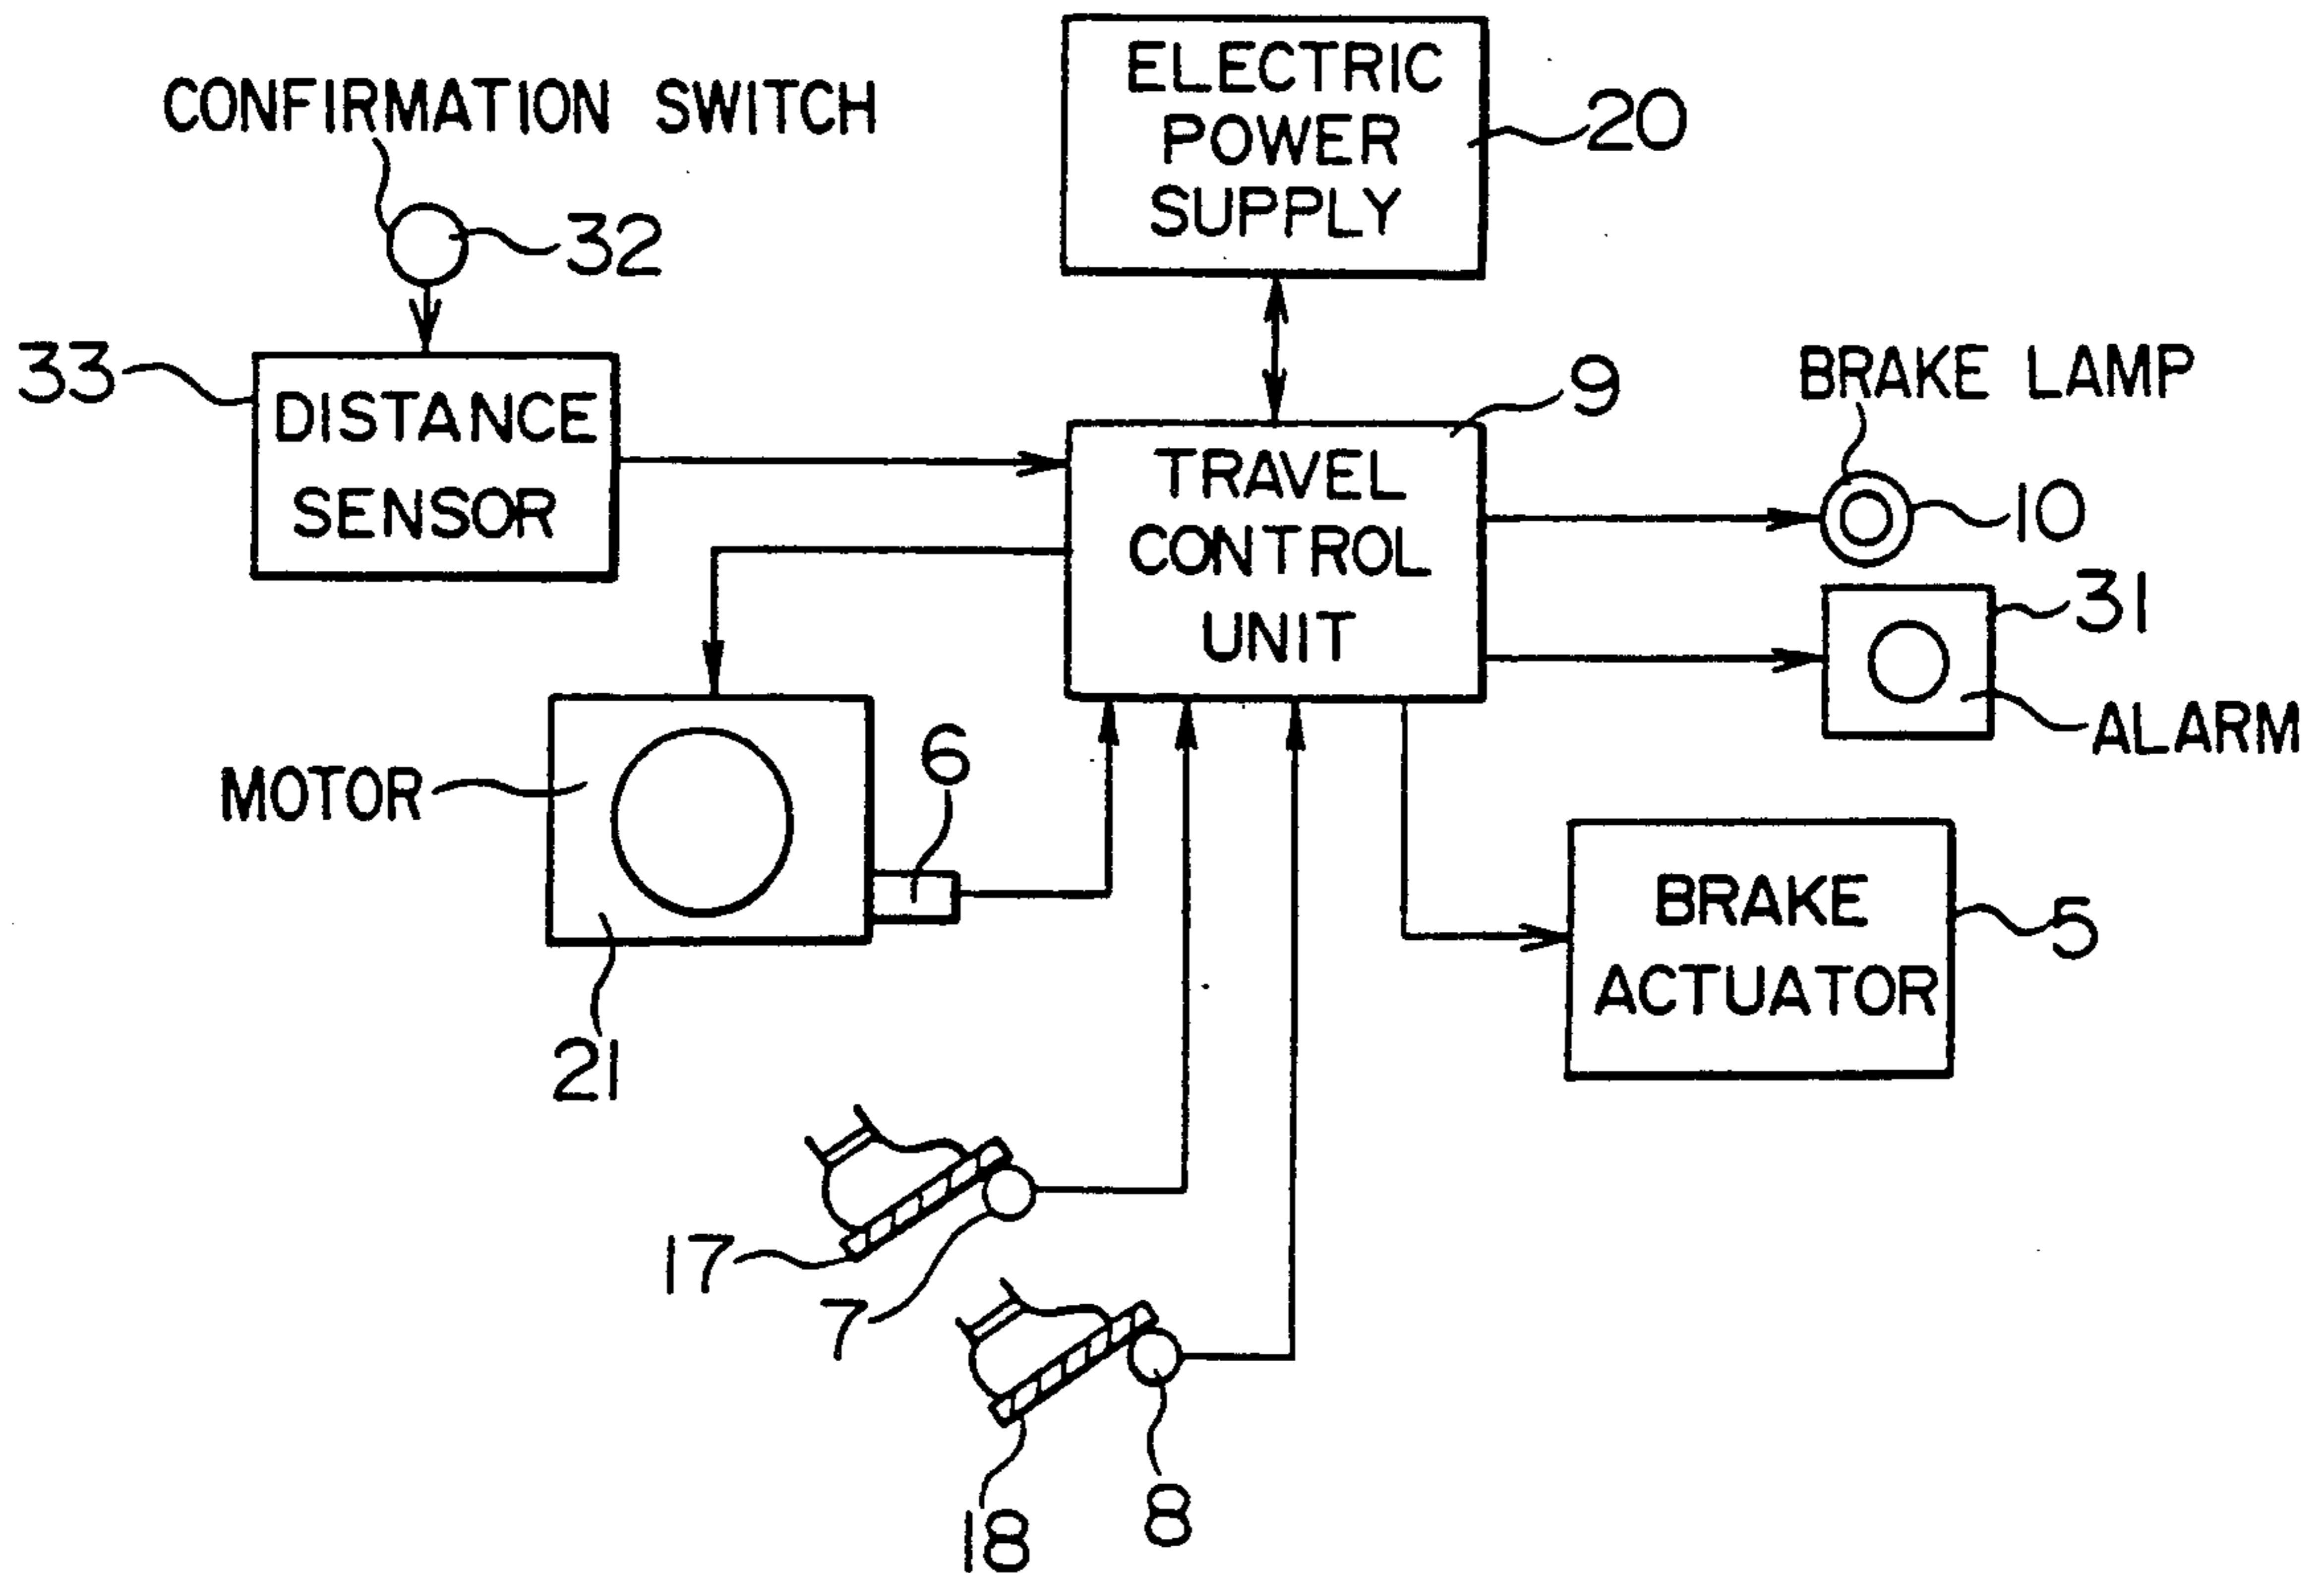 ELECTRIC
POWER
SUPPLY
20
CONFIRMATION SWITCH
32
33
DISTANCE
SENSOR
9
TRAVEL
CONTROL
UNIT
BRAKE LAMP
10
31
ALARM
MOTOR
6
21
BRAKE
ACTUATOR
5
17
7
18
8